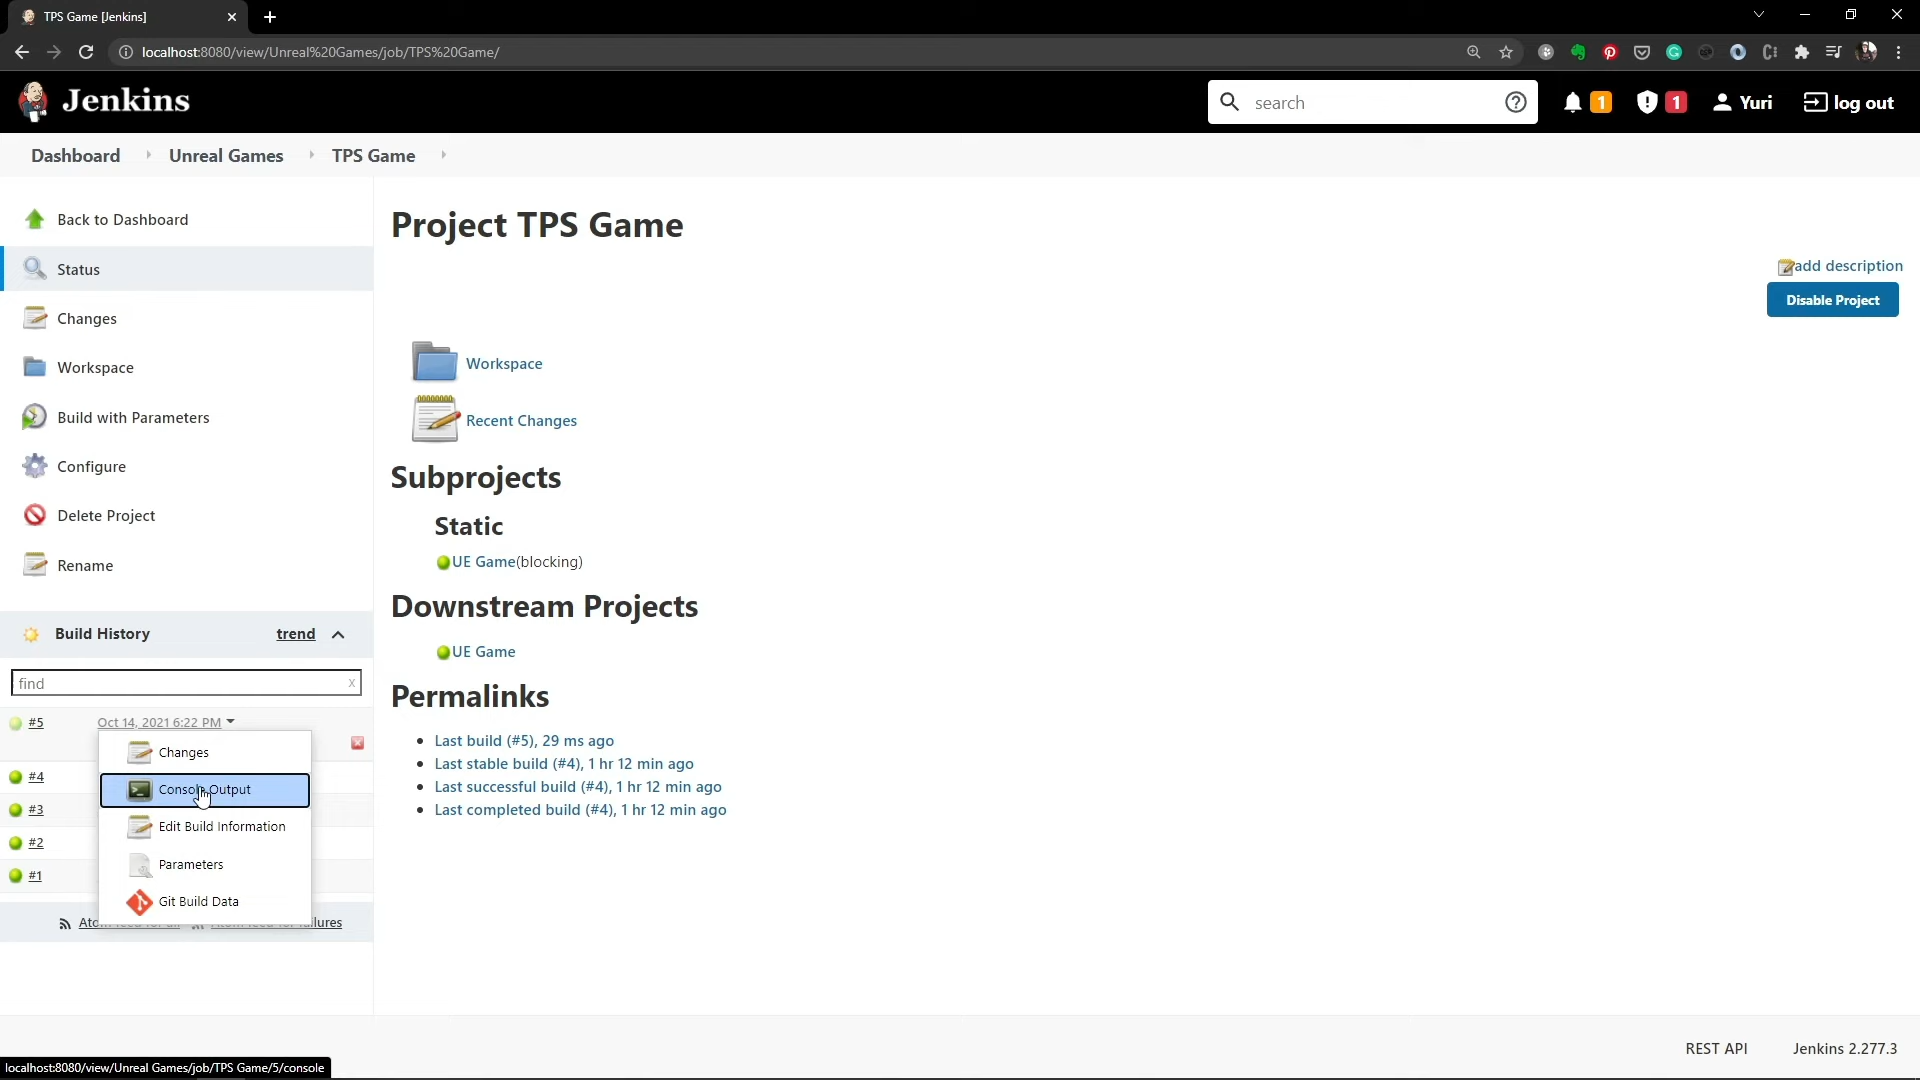 TPS Game [Jenkins]
localhost:8080/view/Unreal%20Games/job/TPS%20Game/
Jenkins
search
1
1
Yuri
log out
Dashboard
Unreal Games
TPS Game
Back to Dashboard
Status
Changes
Workspace
Build with Parameters
Configure
Delete Project
Rename
Build History
trend
find
x
#5
Oct 14, 2021 6:22 PM
Changes
#4
Console Output
#3
Edit Build Information
#2
Parameters
#1
Git Build Data
Project TPS Game
add description
Disable Project
Workspace
Recent Changes
Subprojects
Static
UE Game(blocking)
Downstream Projects
UE Game
Permalinks
Last build (#5), 29 ms ago
Last stable build (#4), 1 hr 12 min ago
Last successful build (#4), 1 hr 12 min ago
Last completed build (#4), 1 hr 12 min ago
REST API
Jenkins 2.277.3
localhost:8080/view/Unreal Games/job/TPS Game/5/console